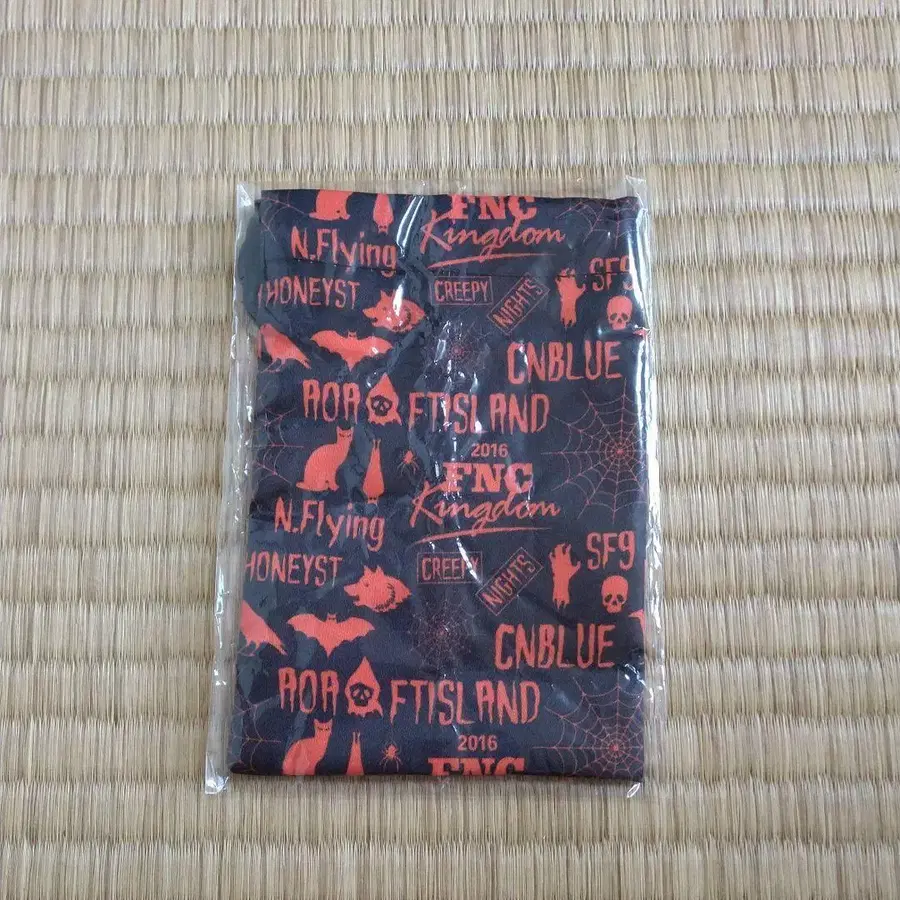 FNC
Kingdom
N.Flying
HONEYST
CREEPY
NIGHTS
SF9
CNBLUE
AOA
FTISLAND
2016
FNC
Kingdom
N.Flying
HONEYST
CREEPY
NIGHTS
SF9
CNBLUE
AOA
FTISLAND
2016
FNC